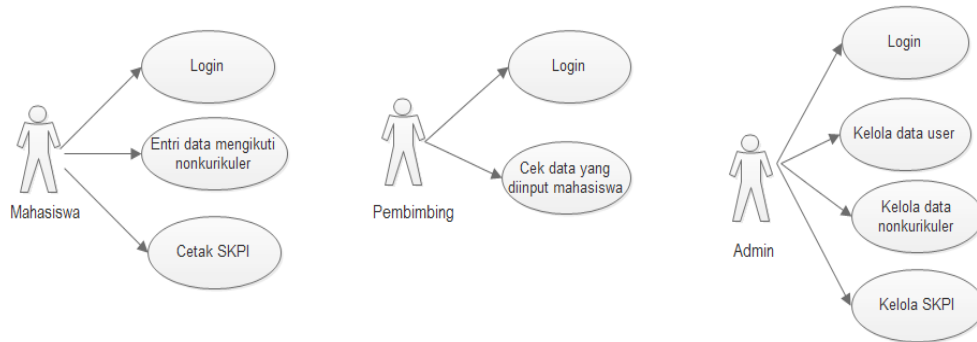 Login
Entri data mengikuti
nonkurikuler
Mahasiswa
Cetak SKPI
Login
Cek data yang
diinput mahasiswa
Pembimbing
Login
Kelola data user
Kelola data
nonkurikuler
Admin
Kelola SKPI